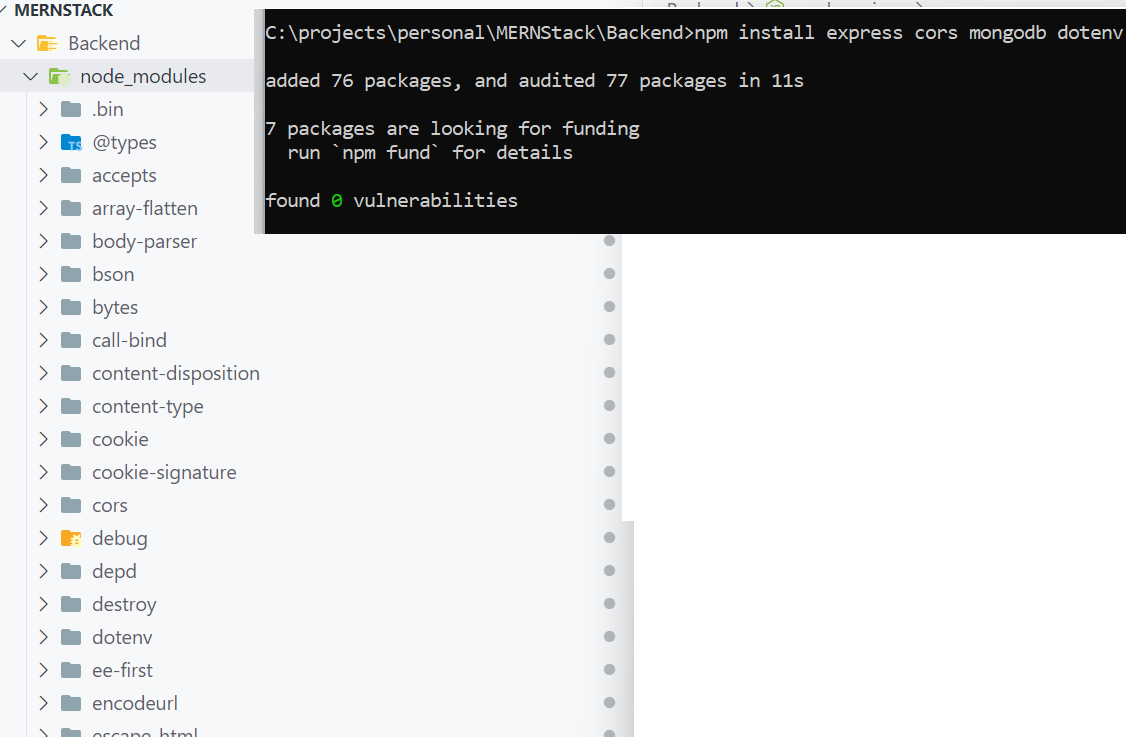 MERNSTACK
Backend
node_modules
.bin
@types
accepts
array-flatten
body-parser
bson
bytes
call-bind
content-disposition
content-type
cookie
cookie-signature
cors
debug
depd
destroy
dotenv
ee-first
encodeurl
escape-html
C:\projects\personal\MERNStack\Backend>npm install express cors mongodb dotenv
added 76 packages, and audited 77 packages in 11s
7 packages are looking for funding
run `npm fund` for details
found 0 vulnerabilities